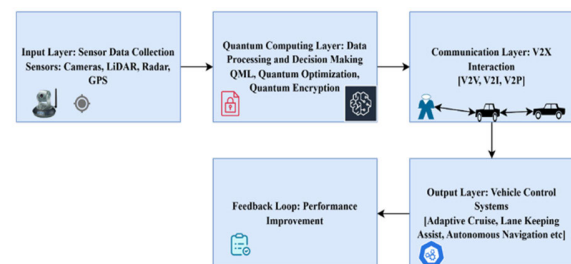 Input Layer: Sensor Data Collection
Sensors: Cameras, LiDAR, Radar,
GPS
Quantum Computing Layer: Data
Processing and Decision Making
QML, Quantum Optimization,
Quantum Encryption
Communication Layer: V2X
Interaction
[V2V, V2I, V2P]
Feedback Loop: Performance
Improvement
Output Layer: Vehicle Control
Systems
[Adaptive Cruise, Lane Keeping
Assist, Autonomous Navigation etc]